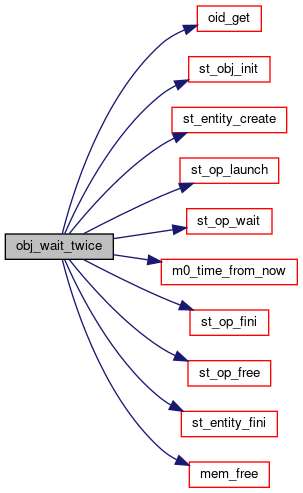 oid_get
st_obj_init
st_entity_create
st_op_launch
st_op_wait
obj_wait_twice
m0_time_from_now
st_op_fini
st_op_free
st_entity_fini
mem_free